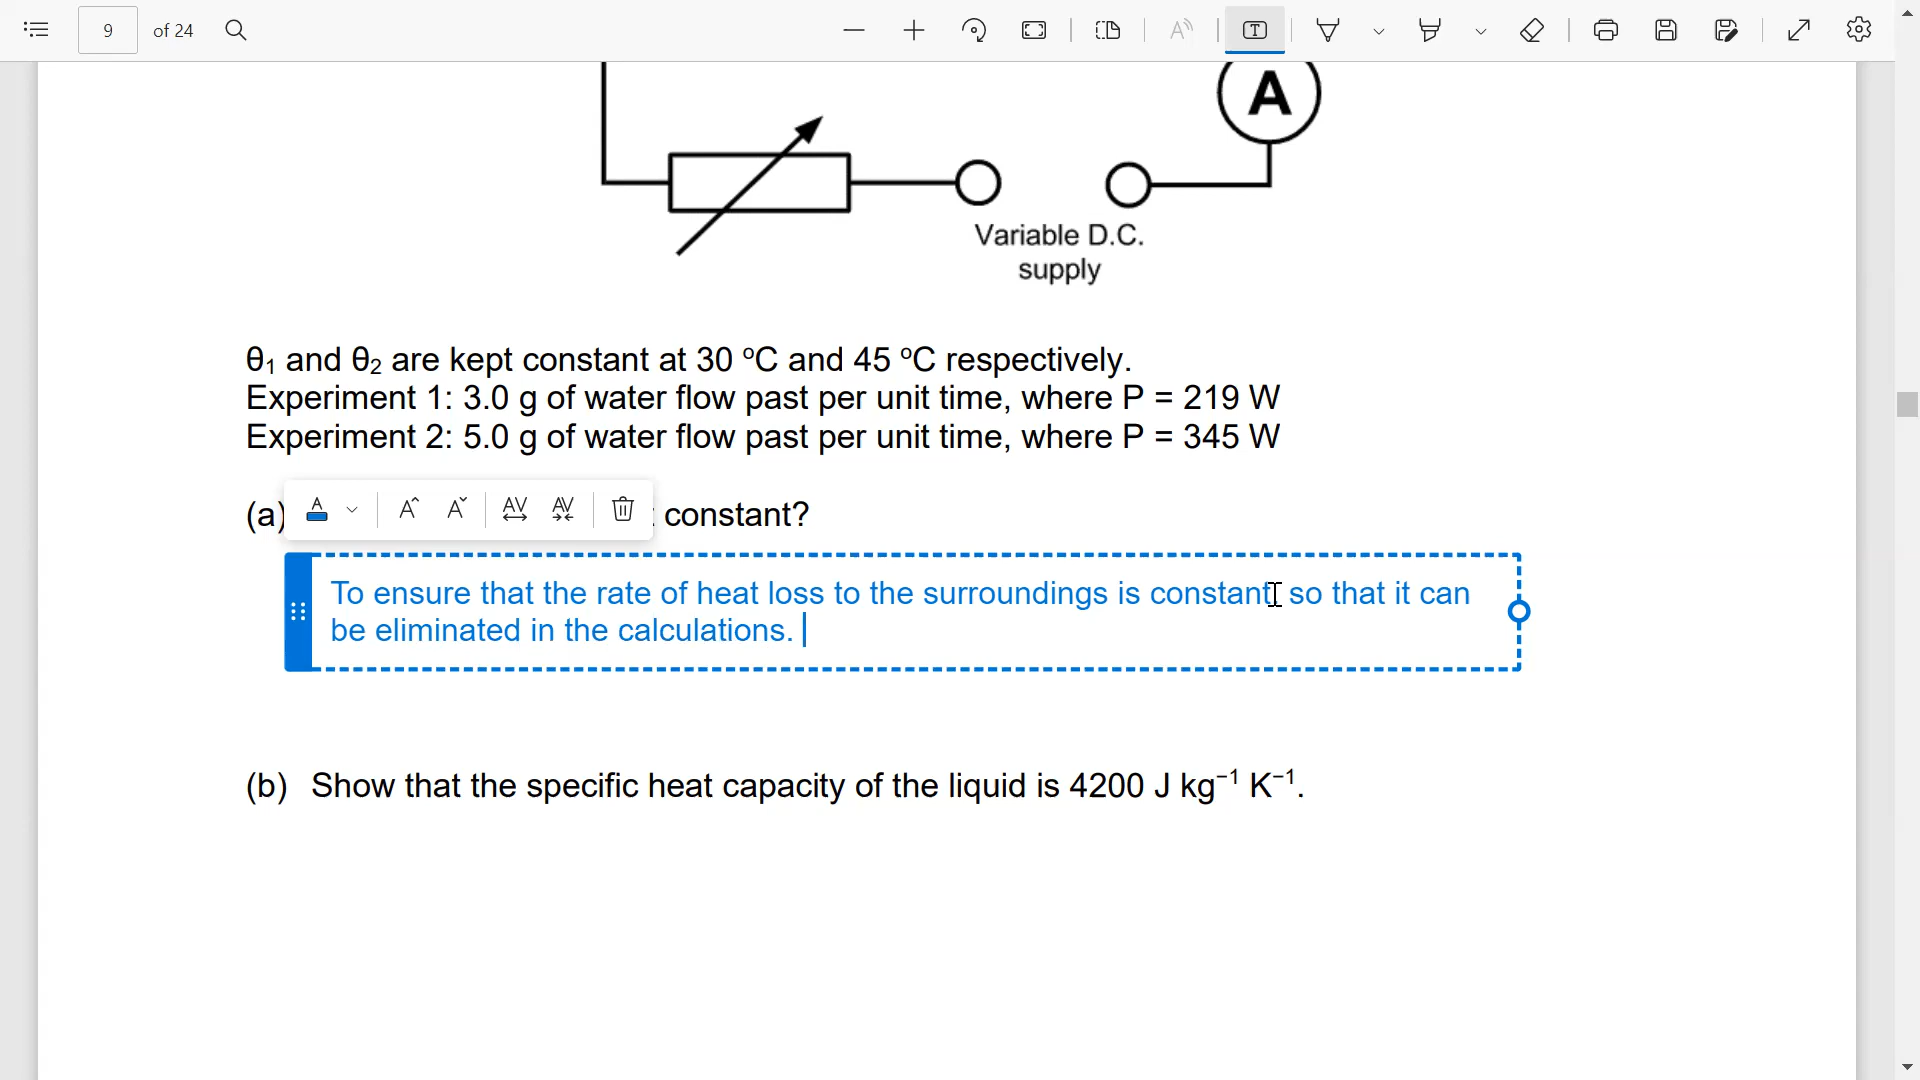 9 of 24
A
Variable D.C.
supply
θ₁ and θ₂ are kept constant at 30 ᵒC and 45 ᵒC respectively.
Experiment 1: 3.0 g of water flow past per unit time, where P = 219 W
Experiment 2: 5.0 g of water flow past per unit time, where P = 345 W
(a) constant?
To ensure that the rate of heat loss to the surroundings is constant, so that it can
be eliminated in the calculations.
(b) Show that the specific heat capacity of the liquid is 4200 J kg⁻¹ K⁻¹.